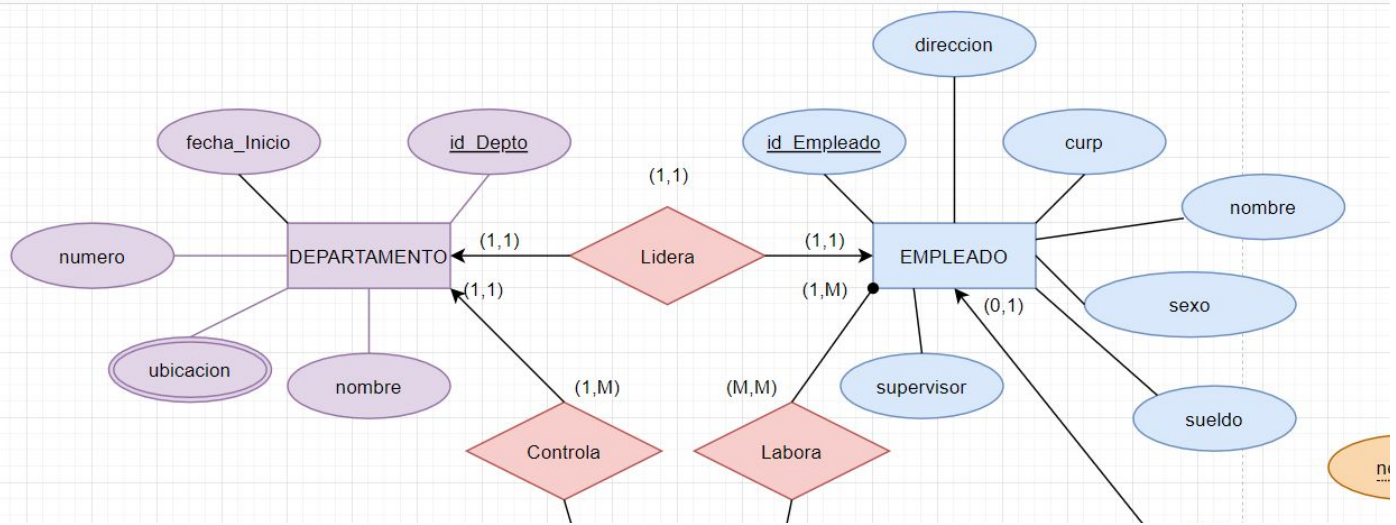 direccion
fecha_Inicio
id_Depto
id_Empleado
curp
(1,1)
nombre
numero
DEPARTAMENTO
(1,1)
Lidera
(1,1)
EMPLEADO
(1,1)
(1,M)
(0,1)
sexo
ubicacion
nombre
(1,M)
(M,M)
supervisor
sueldo
Controla
Labora